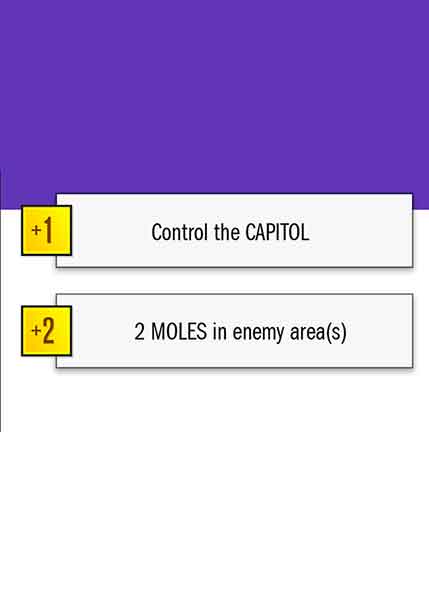 +1
Control the CAPITOL
+2
2 MOLES in enemy area(s)